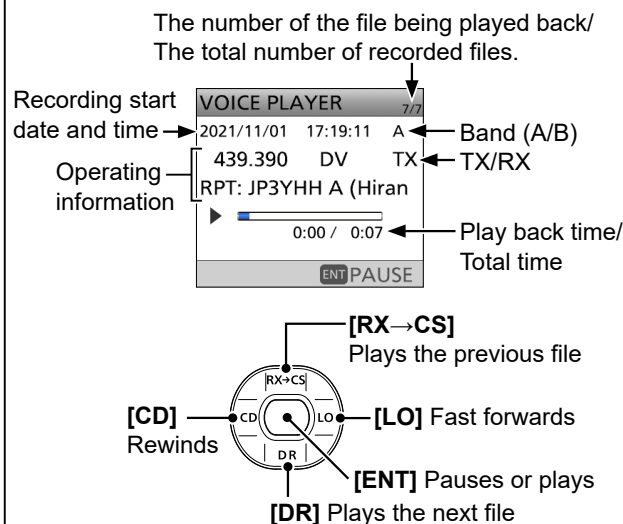 The number of the file being played back/
The total number of recorded files.
Recording start
date and time
Operating
information
VOICE PLAYER 7/7
2021/11/01 17:19:11 A
439.390 DV TX
RPT: JP3YHH A (Hiran
0:00 / 0:07
ENT PAUSE
Band (A/B)
TX/RX
Play back time/
Total time
[RX→CS]
Plays the previous file
[CD]
Rewinds
RX→CS
CD
LO
DR
[LO] Fast forwards
[ENT] Pauses or plays
[DR] Plays the next file